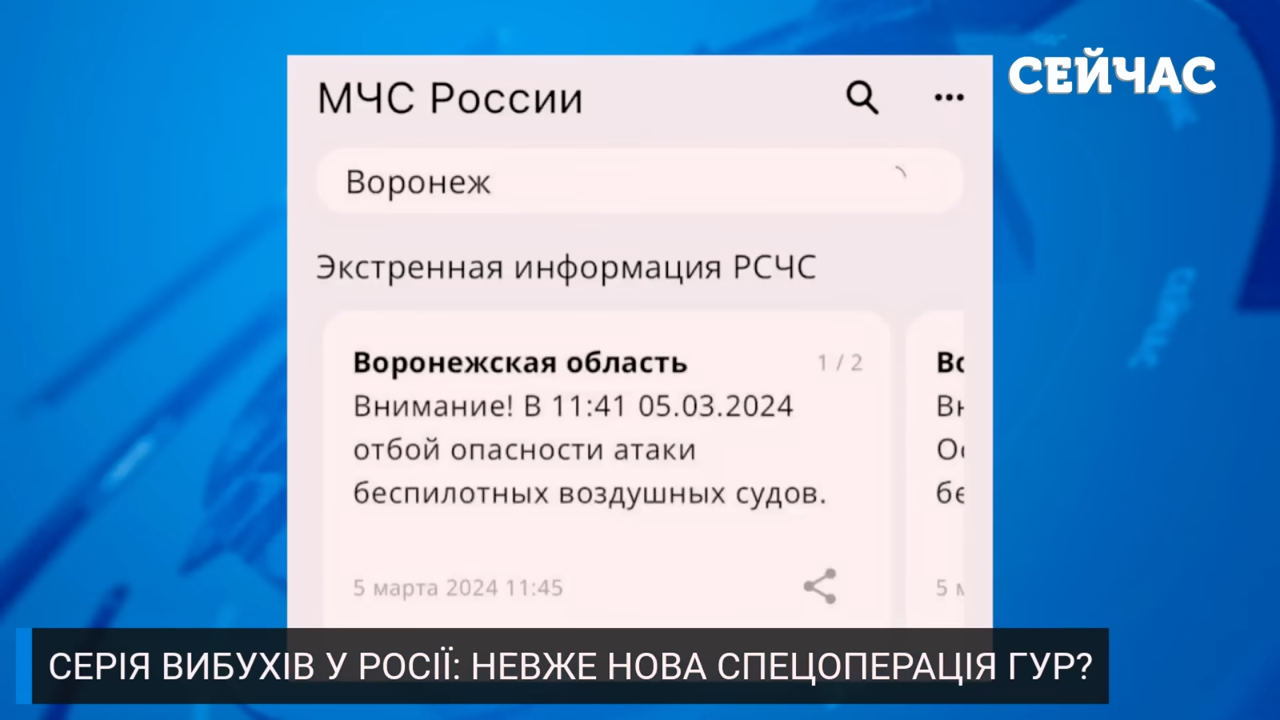 СЕЙЧАС
МЧС России
Воронеж
Экстренная информация РСЧС
Воронежская область 1 / 2
Внимание! В 11:41 05.03.2024
отбой опасности атаки
беспилотных воздушных судов.
5 марта 2024 11:45
СЕРІЯ ВИБУХІВ У РОСІЇ: НЕВЖЕ НОВА СПЕЦОПЕРАЦІЯ ГУР?